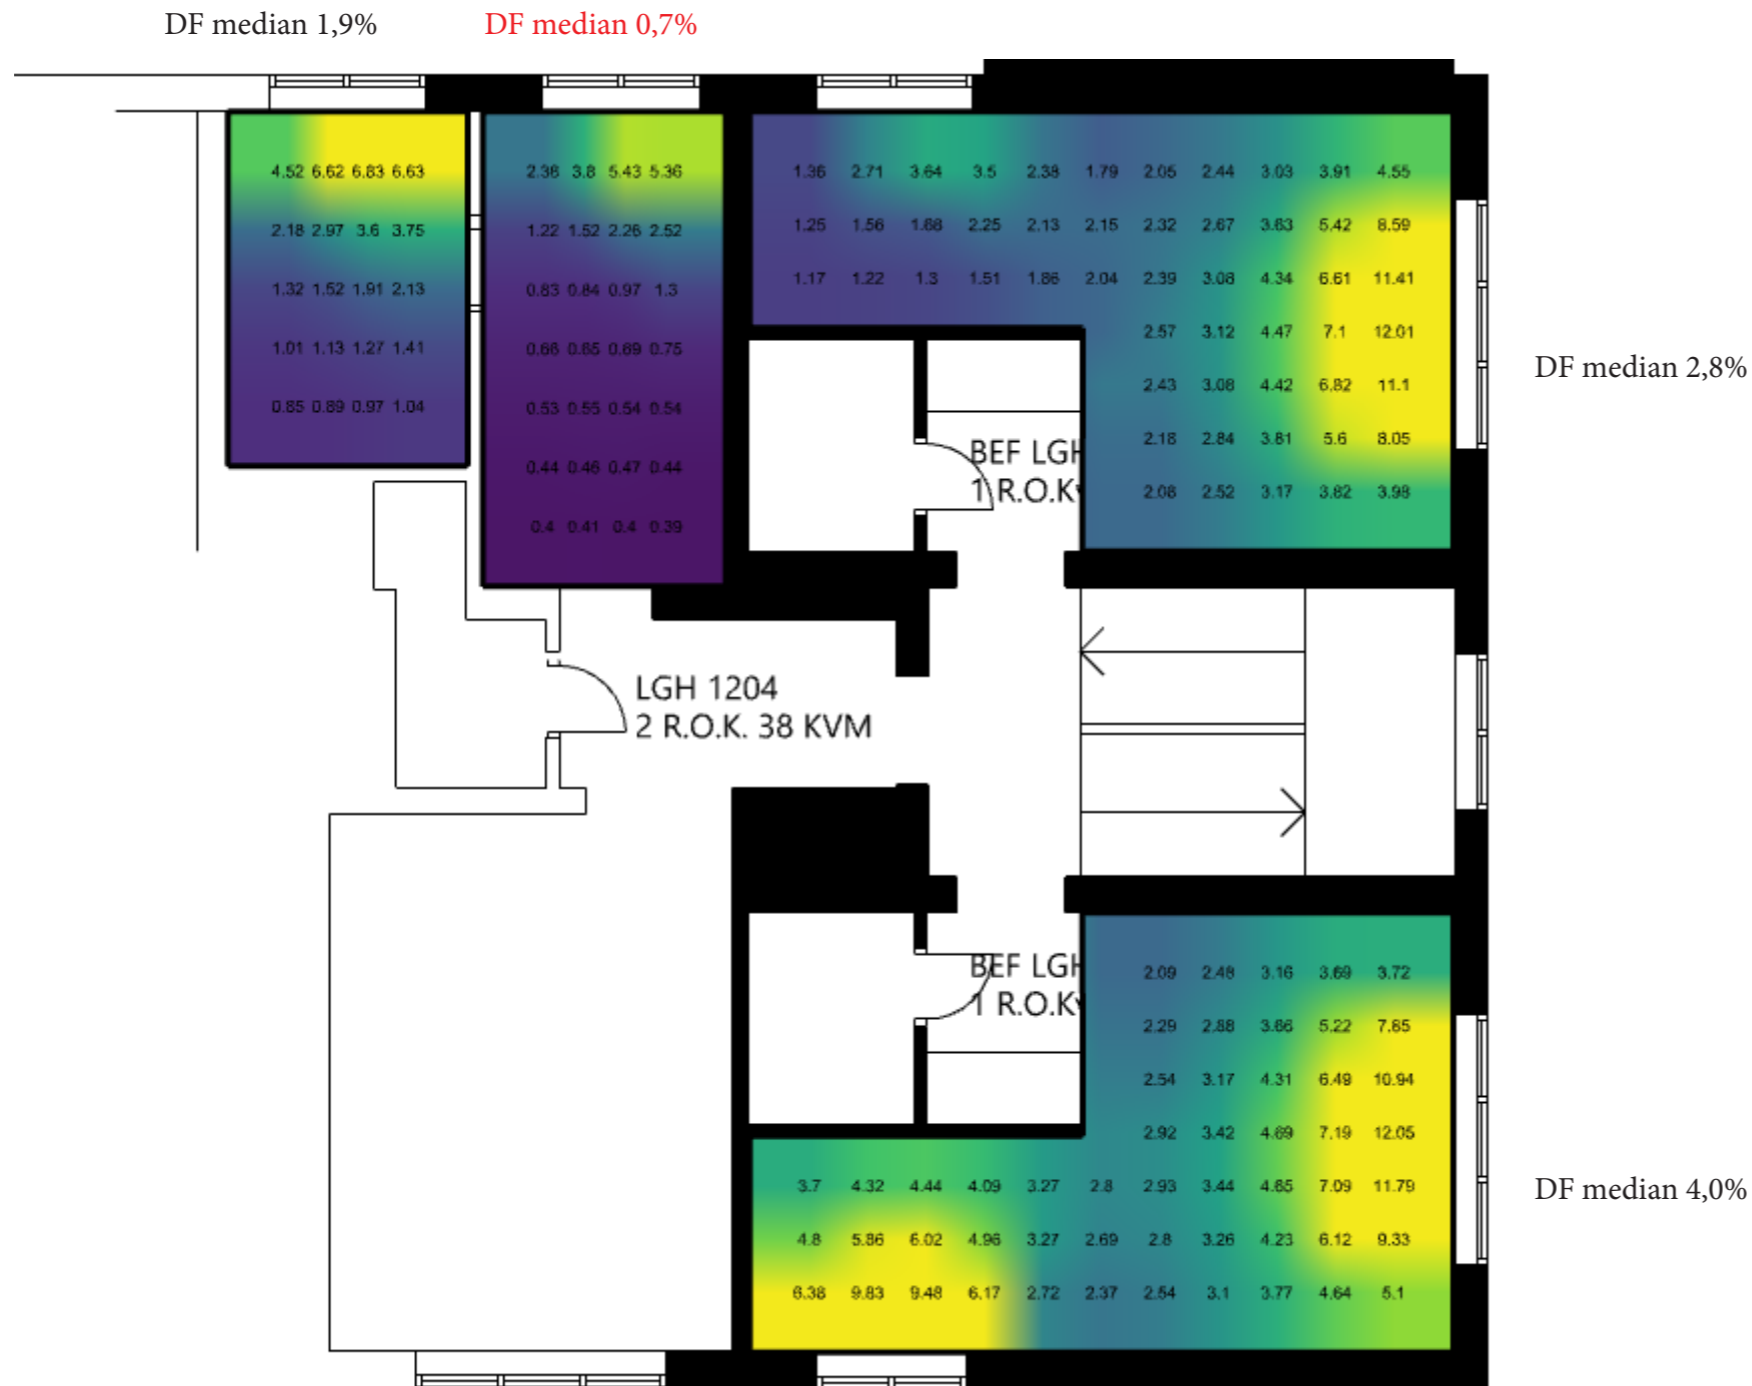 DF median 1,9%
DF median 0,7%
4.52 6.62 6.83 6.63
2.18 2.97 3.6 3.75
1.32 1.52 1.91 2.13
1.01 1.13 1.27 1.41
0.85 0.89 0.97 1.04
2.38 3.8 5.43 5.36
1.22 1.52 2.26 2.52
0.83 0.84 0.97 1.3
0.66 0.65 0.69 0.75
0.53 0.55 0.54 0.54
0.44 0.46 0.47 0.44
0.4 0.41 0.4 0.39
1.36 2.71 3.64 3.5 2.38 1.79 2.05 2.44 3.03 3.91 4.55
1.25 1.56 1.68 2.25 2.13 2.15 2.32 2.67 3.63 5.42 8.59
1.17 1.22 1.3 1.51 1.86 2.04 2.39 3.08 4.34 6.61 11.41
2.57 3.12 4.47 7.1 12.01
2.43 3.08 4.42 6.82 11.1
2.18 2.84 3.81 5.6 8.05
2.08 2.52 3.17 3.82 3.98
DF median 2,8%
BEF LGH
1 R.O.K
LGH 1204
2 R.O.K. 38 KVM
BEF LGH
1 R.O.K
2.09 2.48 3.16 3.69 3.72
2.29 2.88 3.66 5.22 7.85
2.54 3.17 4.31 6.49 10.94
2.92 3.42 4.69 7.19 12.05
3.7 4.32 4.44 4.09 3.27 2.8 2.93 3.44 4.65 7.09 11.79
4.8 5.86 6.02 4.96 3.27 2.69 2.8 3.26 4.23 6.12 9.33
6.38 9.83 9.48 6.17 2.72 2.37 2.54 3.1 3.77 4.64 5.1
DF median 4,0%